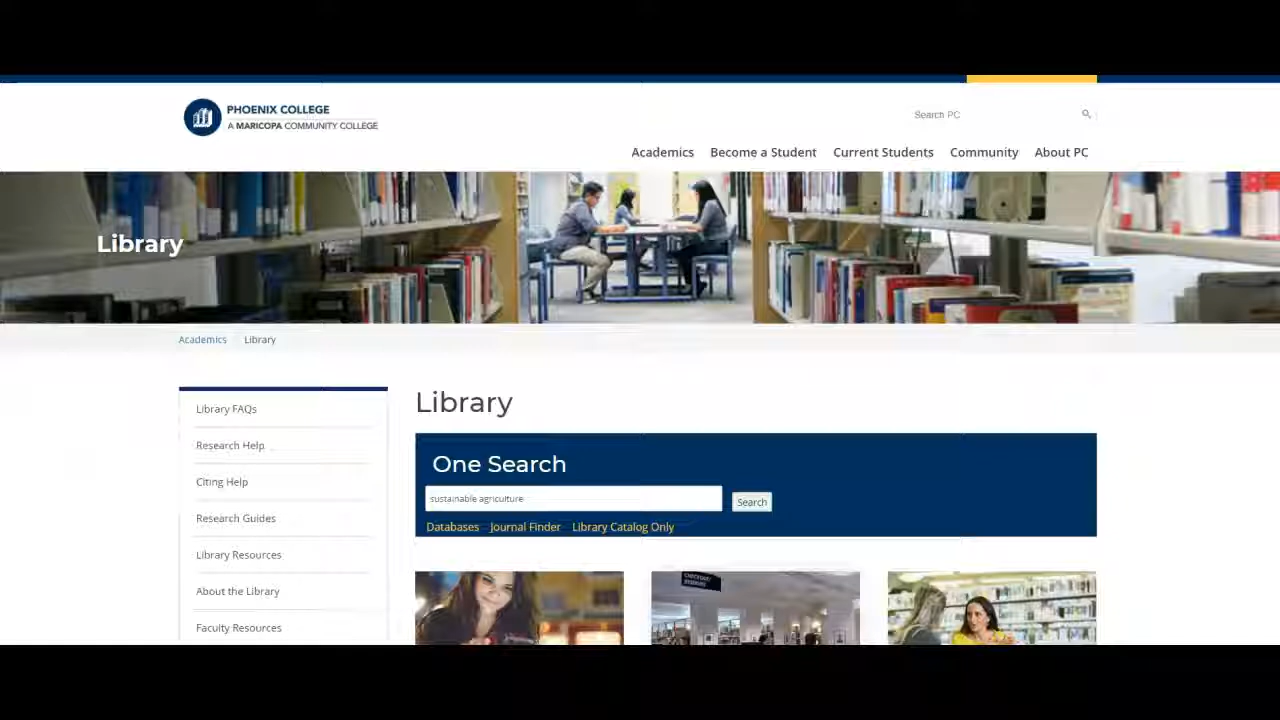 PHOENIX COLLEGE
A MARICOPA COMMUNITY COLLEGE
Search PC
Academics Become a Student Current Students Community About PC
Library
Academics Library
Library FAQs
Research Help
Citing Help
Research Guides
Library Resources
About the Library
Faculty Resources
Library
One Search
sustainable agriculture
Search
Databases Journal Finder Library Catalog Only